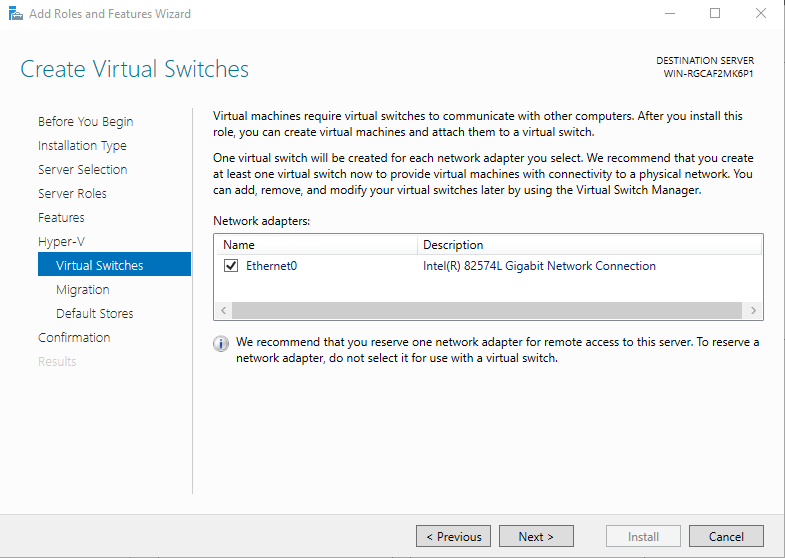 Add Roles and Features Wizard
Create Virtual Switches
DESTINATION SERVER
WIN-RGCAF2MK6P1
Before You Begin
Installation Type
Server Selection
Server Roles
Features
Hyper-V
Virtual Switches
Migration
Default Stores
Confirmation
Results
Virtual machines require virtual switches to communicate with other computers. After you install this
role, you can create virtual machines and attach them to a virtual switch.
One virtual switch will be created for each network adapter you select. We recommend that you create
at least one virtual switch now to provide virtual machines with connectivity to a physical network. You
can add, remove, and modify your virtual switches later by using the Virtual Switch Manager.
Network adapters:
Name Description
Ethernet0 Intel(R) 82574L Gigabit Network Connection
We recommend that you reserve one network adapter for remote access to this server. To reserve a
network adapter, do not select it for use with a virtual switch.
< Previous Next > Install Cancel